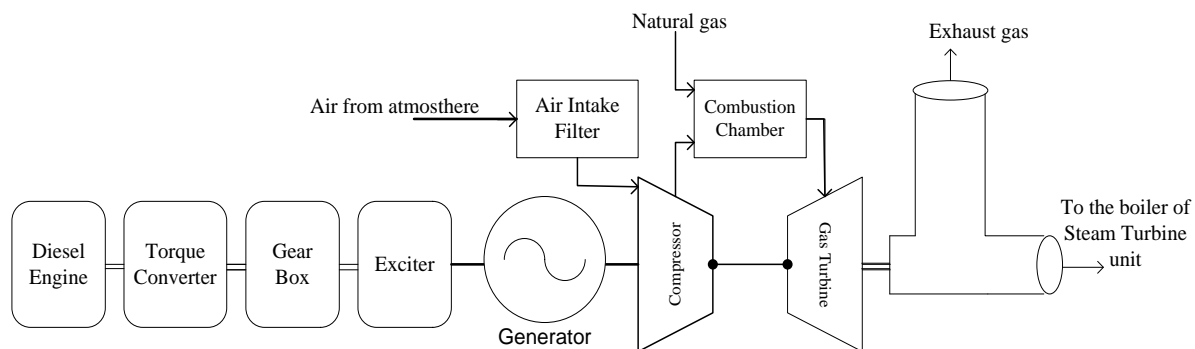 Natural gas
Exhaust gas
Air from atmosthere
Air Intake
Filter
Combustion
Chamber
Diesel
Engine
Torque
Converter
Gear
Box
Exciter
Generator
Compressor
Gas Turbine
To the boiler of
Steam Turbine
unit